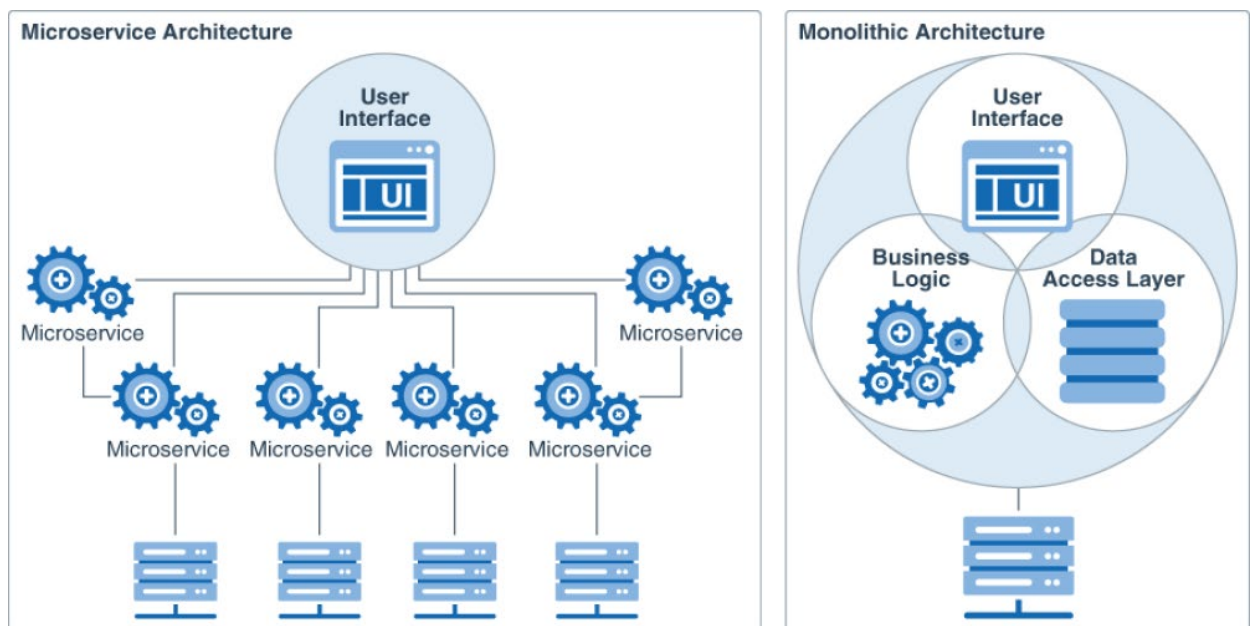 Microservice Architecture
User
Interface
UI
Microservice
Microservice
Microservice
Microservice
Microservice
Microservice
Monolithic Architecture
User
Interface
UI
Business
Logic
Data
Access Layer